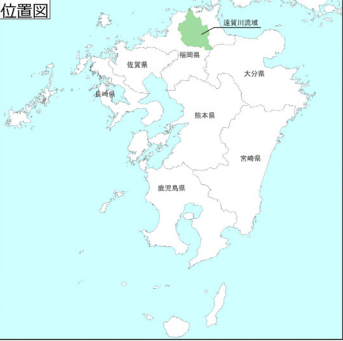 位置図
遠賀川流域
福岡県
佐賀県
大分県
長崎県
熊本県
宮崎県
鹿児島県